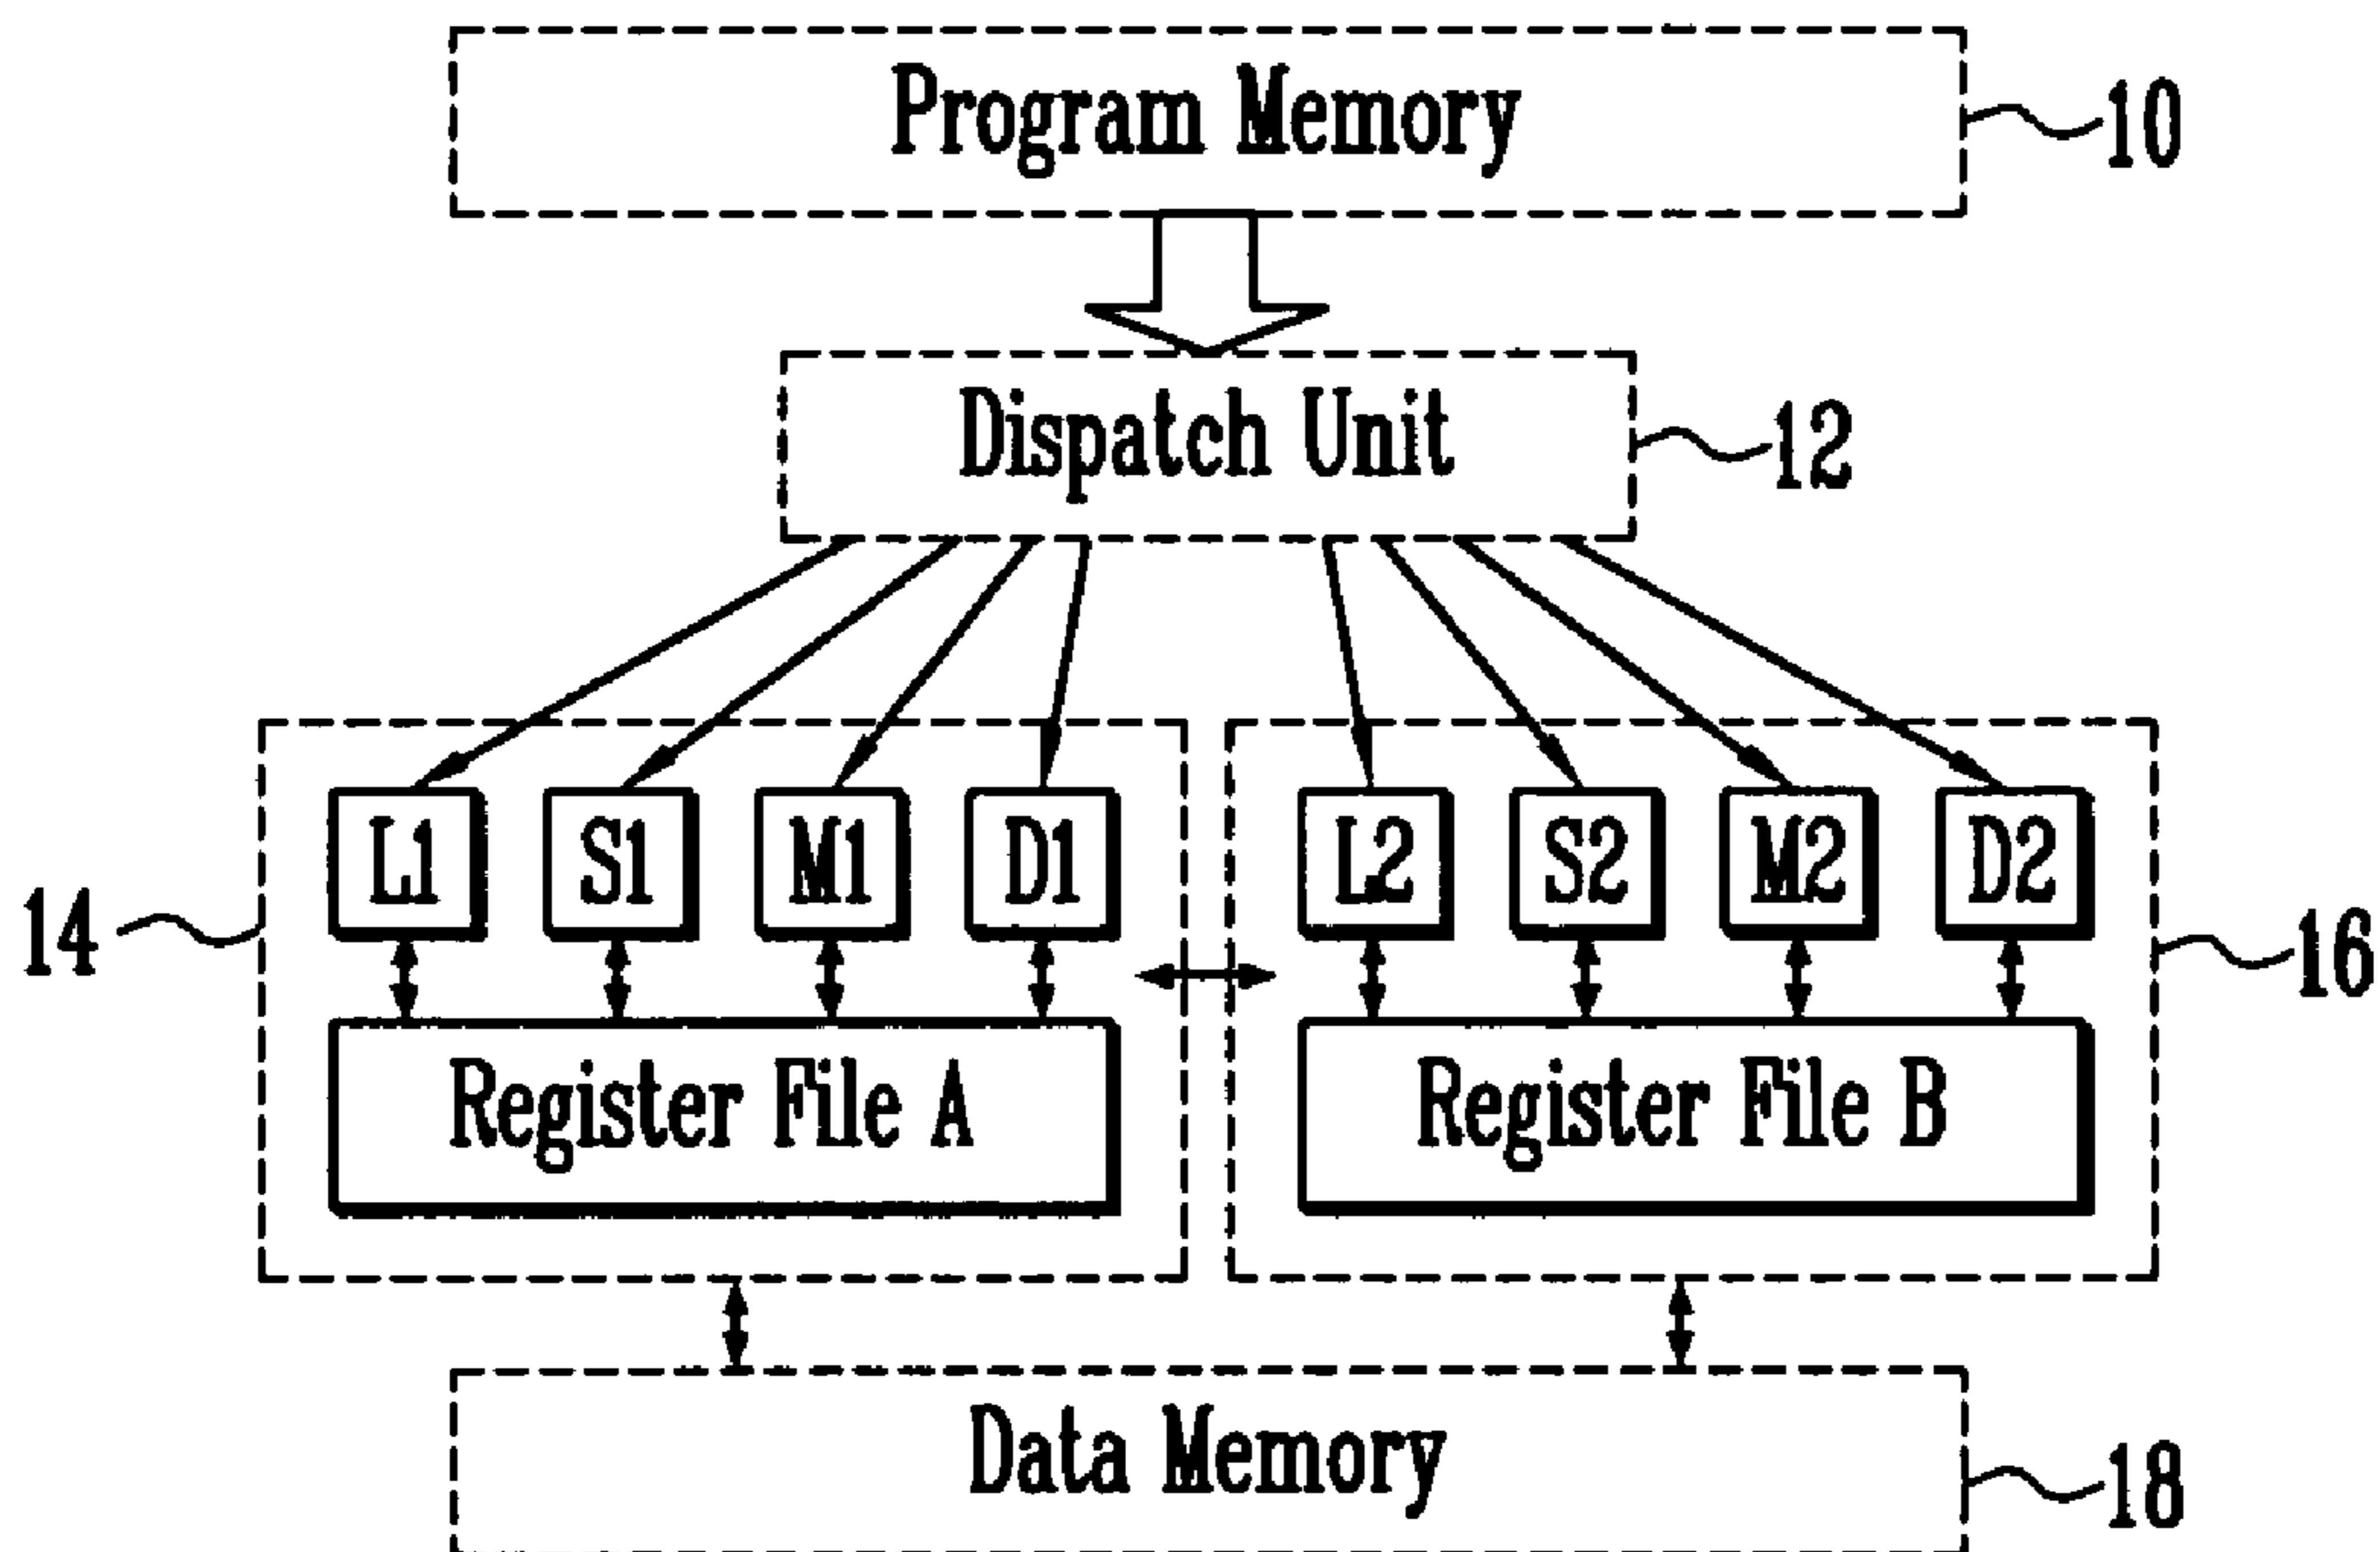 Program Memory
10
Dispatch Unit
12
L1 S1 M1 D1 L2 S2 M2 D2
14
16
Register File A Register File B
Data Memory
18